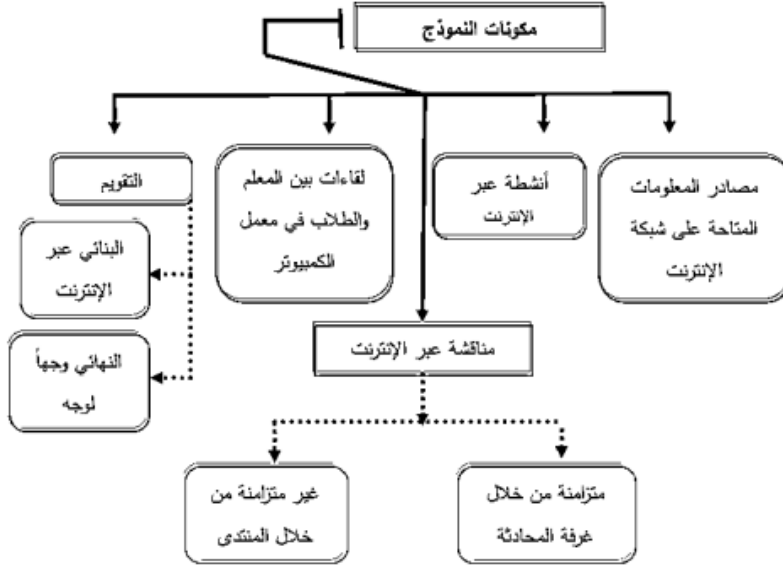 مكونات النموذج
مصادر المعلومات
المتاحة على شبكة
الإنترنت
أنشطة عبر
الإنترنت
لقاءات بين المعلم
والطلاب في معمل
الكمبيوتر
التقويم
البنائي عبر
الإنترنت
النهائي وجهاً
لوجه
مناقشة عبر الإنترنت
متزامنة من خلال
غرفة المحادثة
غير متزامنة من
خلال المنتدى